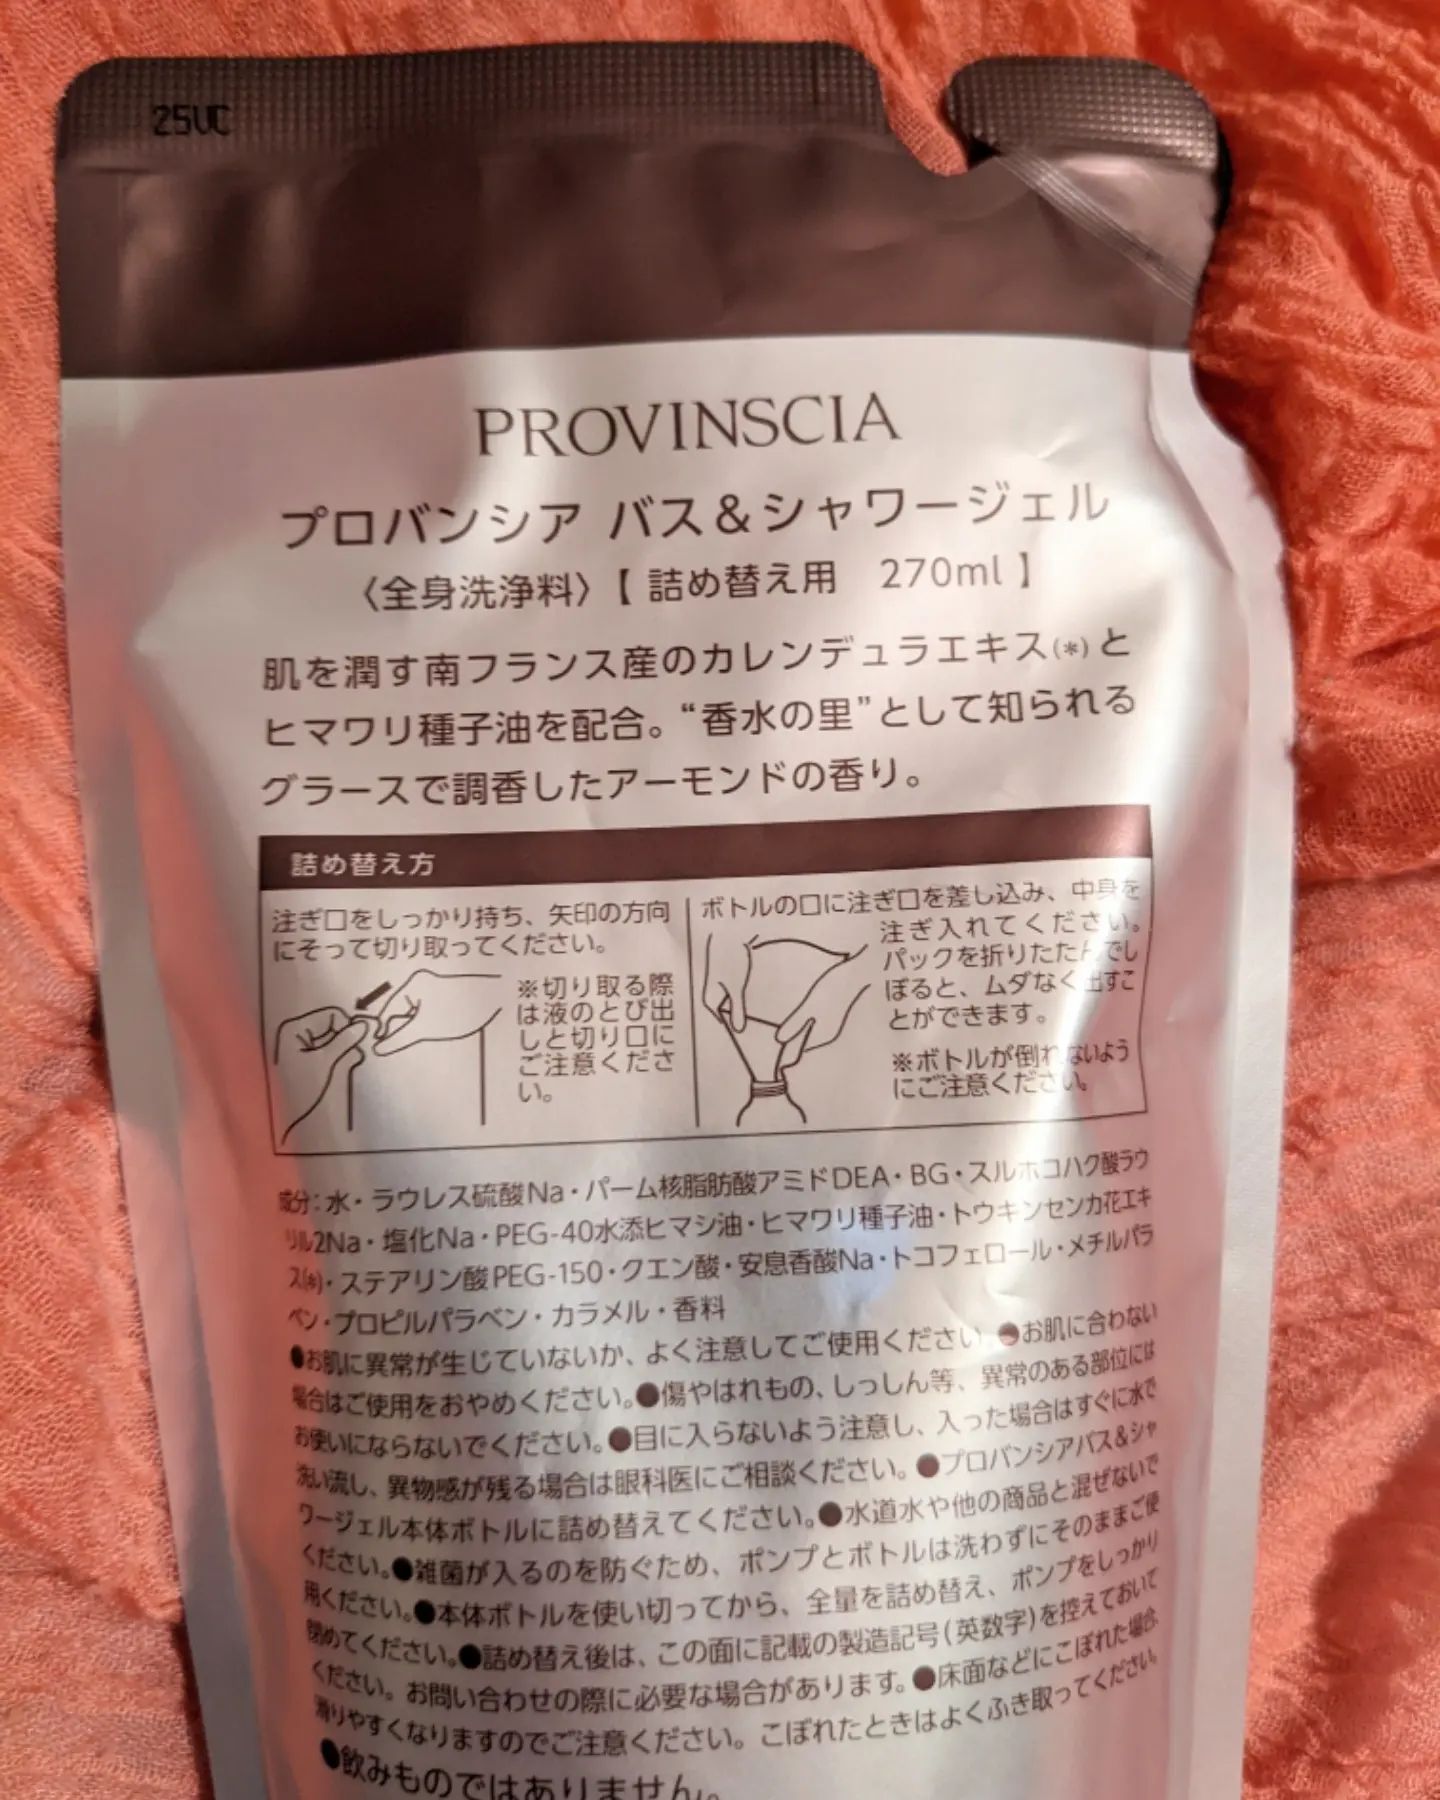 25UC
PROVINSCIA
プロバンシア バス&シャワージェル
〈全身洗浄料〉【 詰め替え用　270ml 】
肌を潤す南フランス産のカレンデュラエキス(*)と
ヒマワリ種子油を配合。“香水の里”として知られる
グラースで調香したアーモンドの香り。
詰め替え方
注ぎ口をしっかり持ち、矢印の方向
にそって切り取ってください。
※切り取る際
は液のとび出
しと切り口に
ご注意くださ
い。
ボトルの口に注ぎ口を差し込み、中身を
注ぎ入れてください。
パックを折りたたんでし
ぼると、ムダなく出すこ
とができます。
※ボトルが倒れないよう
にご注意ください。
成分：水・ラウレス硫酸Na・パーム核脂肪酸アミドDEA・BG・スルホコハク酸ラウ
リル2Na・塩化Na・PEG-40水添ヒマシ油・ヒマワリ種子油・トウキンセンカ花エキ
ス(*)・ステアリン酸PEG-150・クエン酸・安息香酸Na・トコフェロール・メチルパラ
ベン・プロピルパラベン・カラメル・香料
●お肌に異常が生じていないか、よく注意してご使用ください。●お肌に合わない
場合はご使用をおやめください。●傷やはれもの、しっしん等、異常のある部位には
お使いにならないでください。●目に入らないよう注意し、入った場合はすぐに水で
洗い流し、異物感が残る場合は眼科医にご相談ください。●プロバンシアバス&シャ
ワージェル本体ボトルに詰め替えてください。●水道水や他の商品と混ぜないで
ください。●雑菌が入るのを防ぐため、ポンプとボトルは洗わずにそのままご使
用ください。●本体ボトルを使い切ってから、全量を詰め替え、ポンプをしっかり
閉めてください。●詰め替え後は、この面に記載の製造記号(英数字)を控えておいて
ください。お問い合わせの際に必要な場合があります。●床面などにこぼれた場合、
滑りやすくなりますのでご注意ください。こぼれたときはよくふき取ってください。
●飲みものではありません。